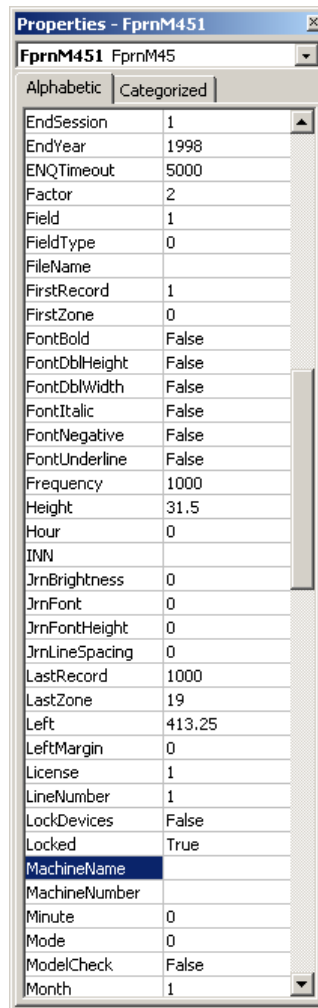 Properties - FprnM451
FprnM451 FprnM45
Alphabetic Categorized
EndSession 1
EndYear 1998
ENQTimeout 5000
Factor 2
Field 1
FieldType 0
FileName
FirstRecord 1
FirstZone 0
FontBold False
FontDblHeight False
FontDblWidth False
FontItalic False
FontNegative False
FontUnderline False
Frequency 1000
Height 31.5
Hour 0
INN
JrnBrightness 0
JrnFont 0
JrnFontHeight 0
JrnLineSpacing 0
LastRecord 1000
LastZone 19
Left 413.25
LeftMargin 0
License 1
LineNumber 1
LockDevices False
Locked True
MachineName
MachineNumber
Minute 0
Mode 0
ModelCheck False
Month 1